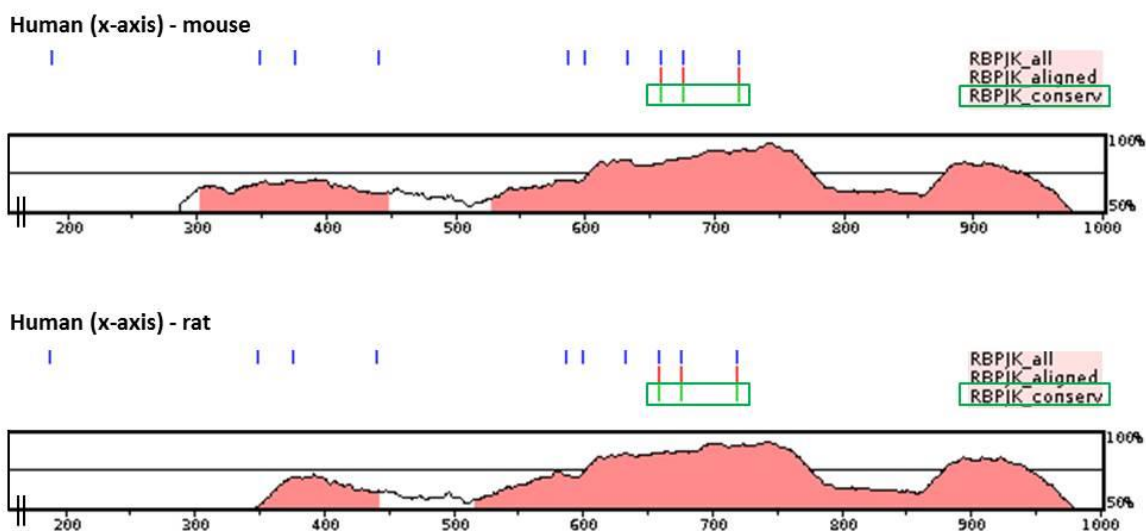 Human (x-axis) - mouse
RBPJK_all
RBPJK_aligned
RBPJK_conserv
100%
50%
200 300 400 500 600 700 800 900 1000
Human (x-axis) - rat
RBPJK_all
RBPJK_aligned
RBPJK_conserv
100%
50%
200 300 400 500 600 700 800 900 1000